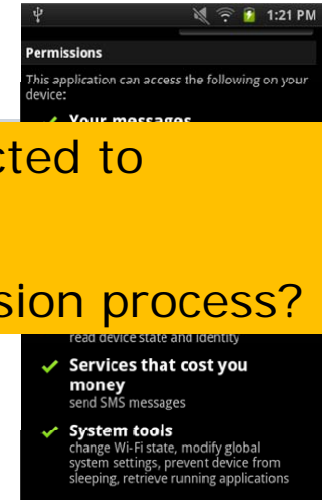 1:21 PM
Permissions
This application can access the following on your
device:
Your messages
cted to
sion process?
read device state and identity
Services that cost you
money
send SMS messages
System tools
change Wi-Fi state, modify global
system settings, prevent device from
sleeping, retrieve running applications